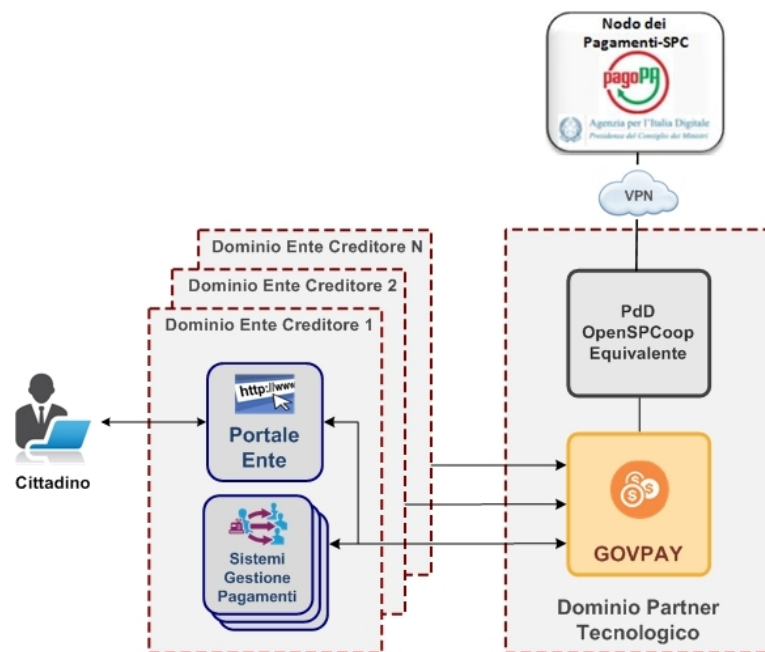 Nodo dei
Pagamenti-SPC
pagoPA
Agenzia per l'Italia Digitale
Presidenza del Consiglio dei Ministri
VPN
Dominio Ente Creditore N
Dominio Ente Creditore 2
Dominio Ente Creditore 1
PdD
OpenSPCoop
Equivalente
http://www
Portale
Ente
Cittadino
Sistemi
Gestione
Pagamenti
GOVPAY
Dominio Partner
Tecnologico